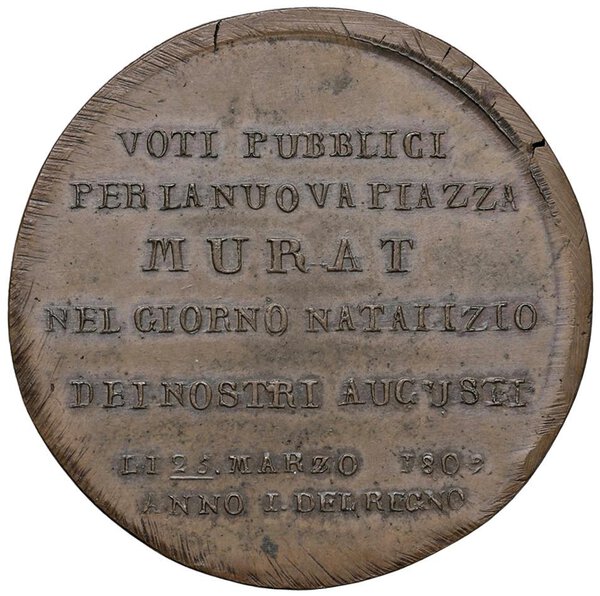 VOTI PUBBLICI
PER LA NUOVA PIAZZA
MURAT
NEL GIORNO NATAIIZIO
DEI NOSTRI AUGUSTI
LI 25. MARZO 1809
ANNO I. DEL REGNO